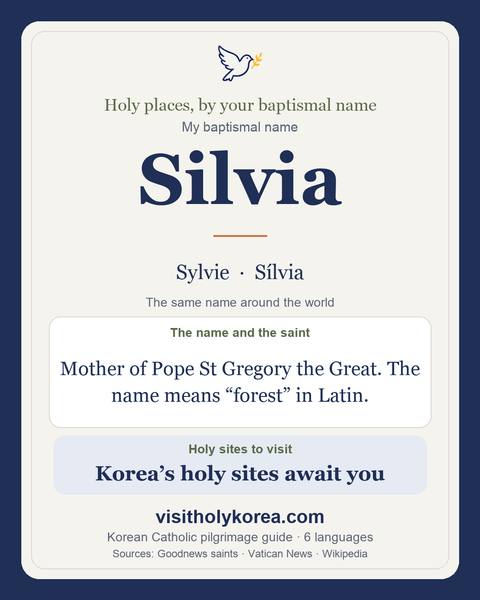 Holy places, by your baptismal name
My baptismal name
Silvia
Sylvie · Sílvia
The same name around the world
The name and the saint
Mother of Pope St Gregory the Great. The
name means “forest” in Latin.
Holy sites to visit
Korea’s holy sites await you
visitholykorea.com
Korean Catholic pilgrimage guide · 6 languages
Sources: Goodnews saints · Vatican News · Wikipedia